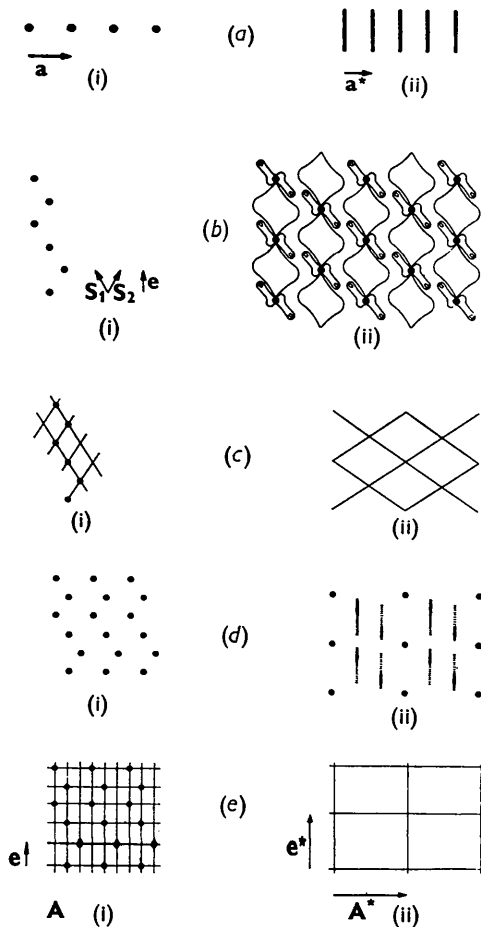 (a)
a
(i)
a*
(ii)
(b)
S1 S2 e
(i)
(ii)
(c)
(i)
(ii)
(d)
(i)
(ii)
(e)
e
A (i)
e*
A*
(ii)